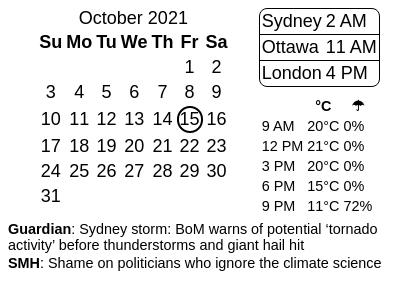 October 2021
Su Mo Tu We Th Fr Sa
1 2
3 4 5 6 7 8 9
10 11 12 13 14 15 16
17 18 19 20 21 22 23
24 25 26 27 28 29 30
31
Sydney 2 AM
Ottawa 11 AM
London 4 PM
°C ☂
9 AM 20°C 0%
12 PM 21°C 0%
3 PM 20°C 0%
6 PM 15°C 0%
9 PM 11°C 72%
Guardian: Sydney storm: BoM warns of potential ‘tornado
activity’ before thunderstorms and giant hail hit
SMH: Shame on politicians who ignore the climate science